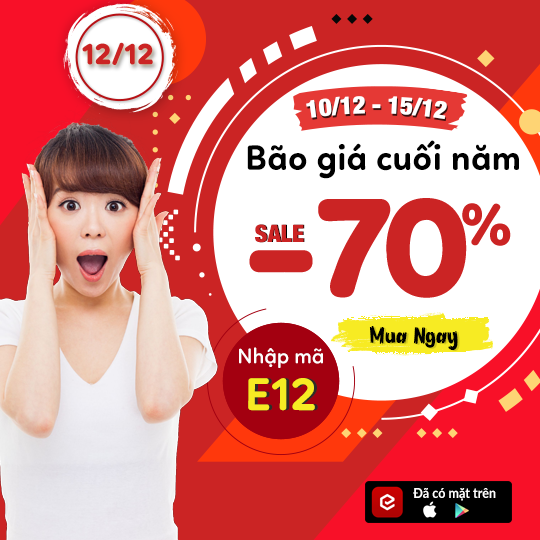 12/12
10/12 - 15/12
Bão giá cuối năm
SALE
-70%
Mua Ngay
Nhập mã
E12
Đã có mặt trên